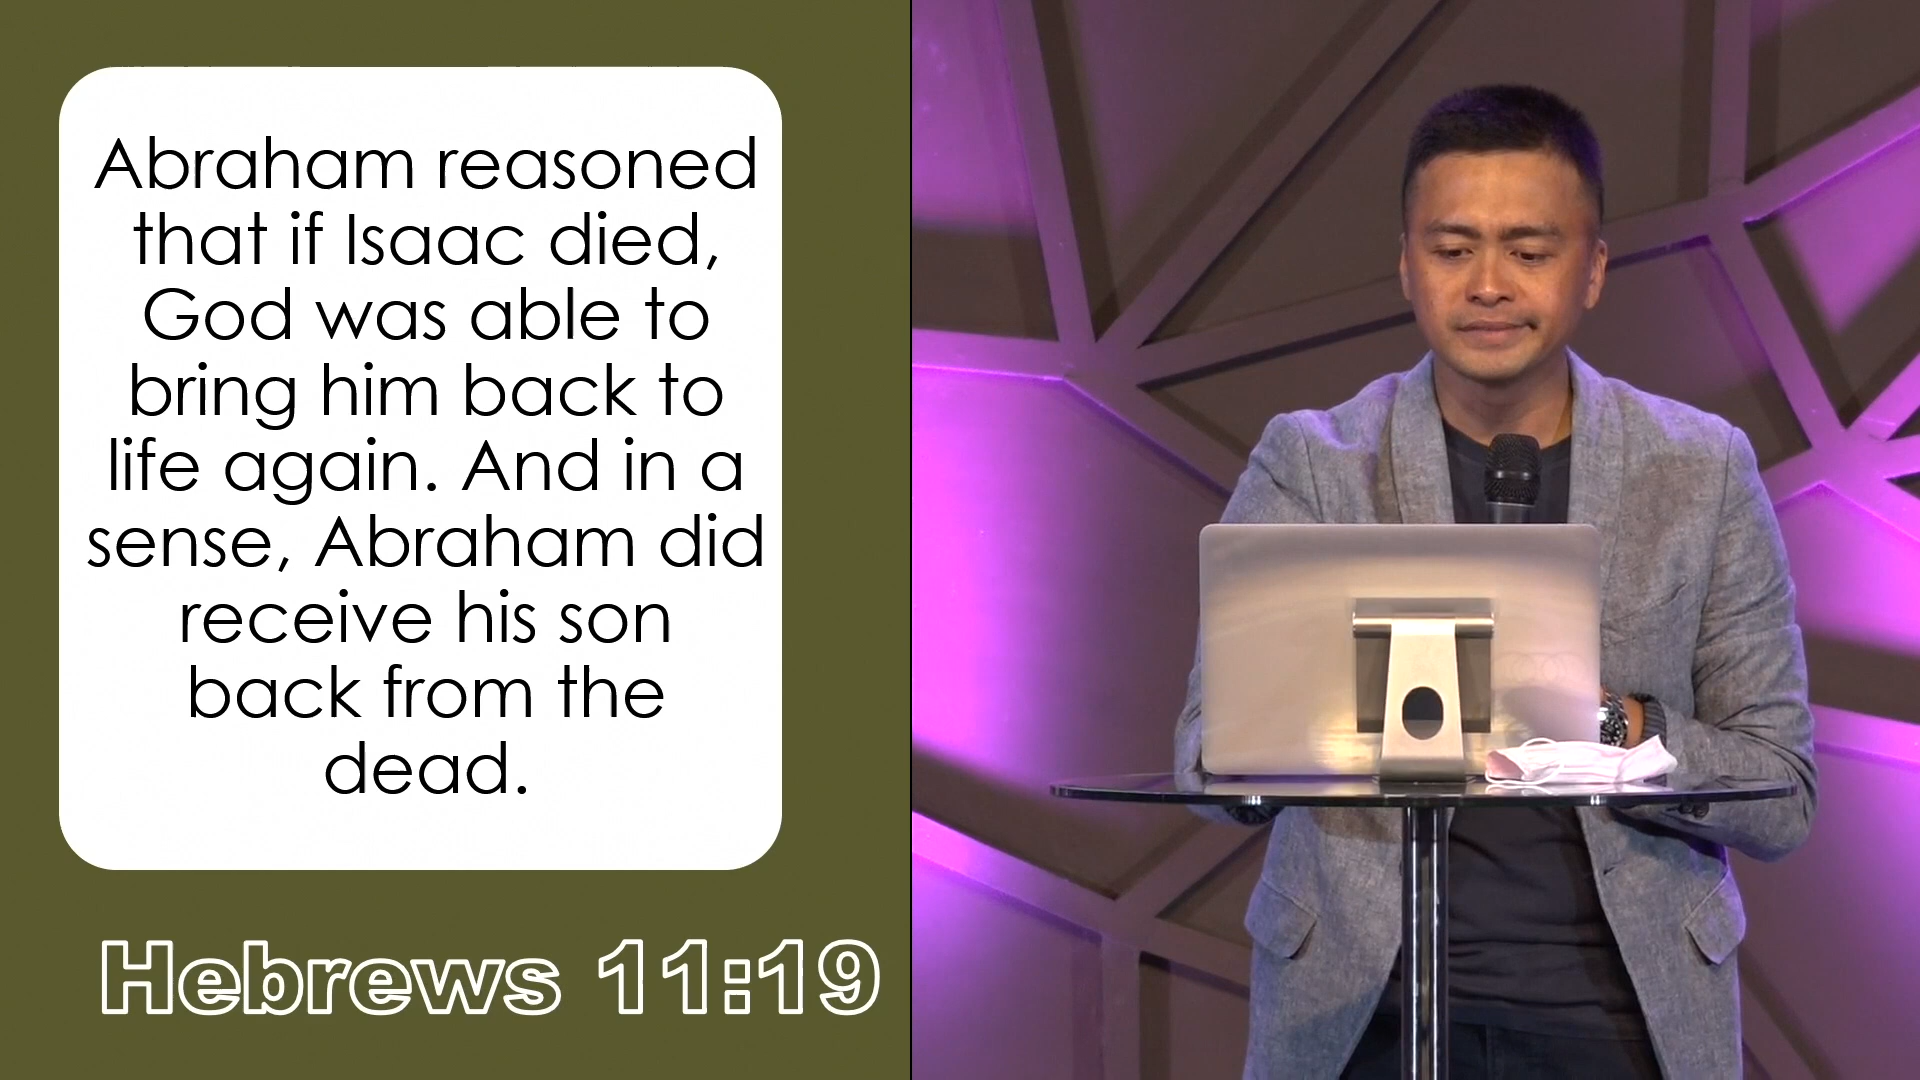 Abraham reasoned
that if Isaac died,
God was able to
bring him back to
life again. And in a
sense, Abraham did
receive his son
back from the
dead.
Hebrews 11:19